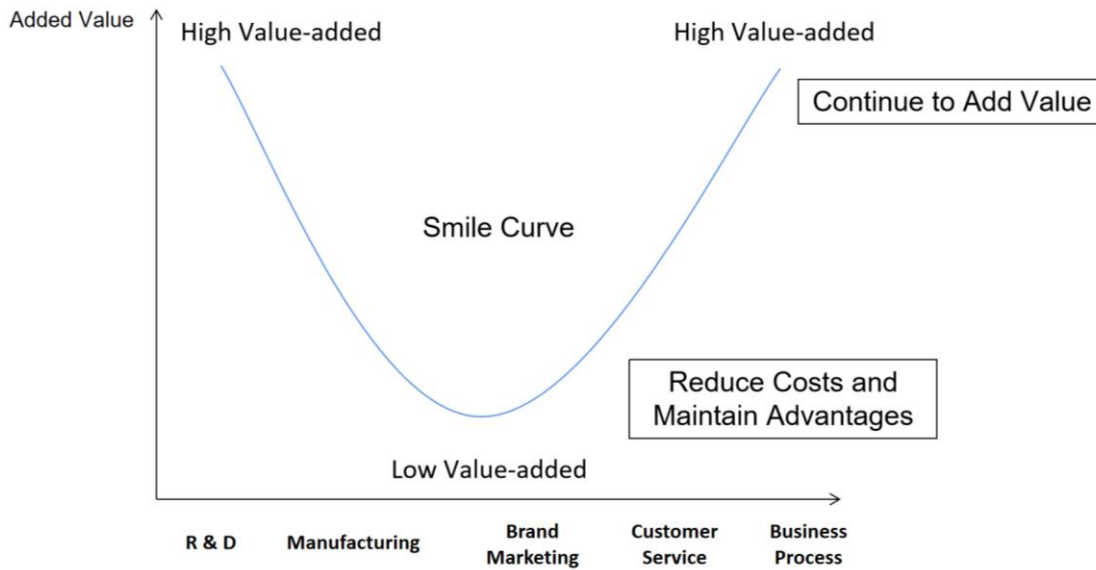 Added Value
High Value-added
High Value-added
Continue to Add Value
Smile Curve
Reduce Costs and
Maintain Advantages
Low Value-added
R & D
Manufacturing
Brand
Marketing
Customer
Service
Business
Process